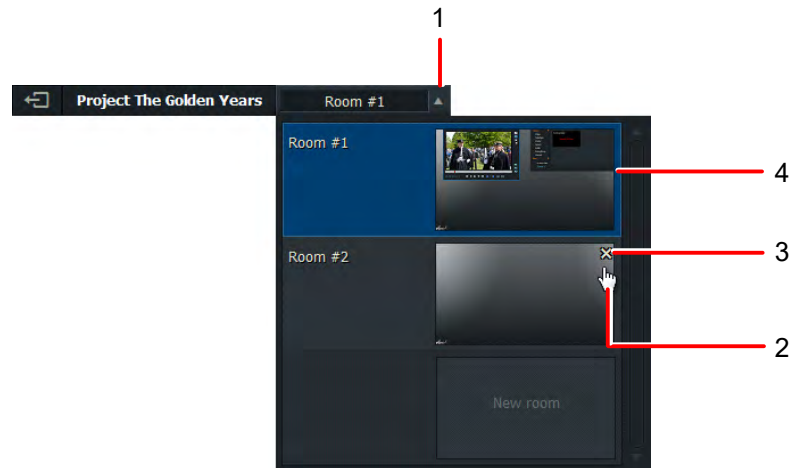 1
Project The Golden Years
Room #1
Room #1
4
Room #2
3
2
New room